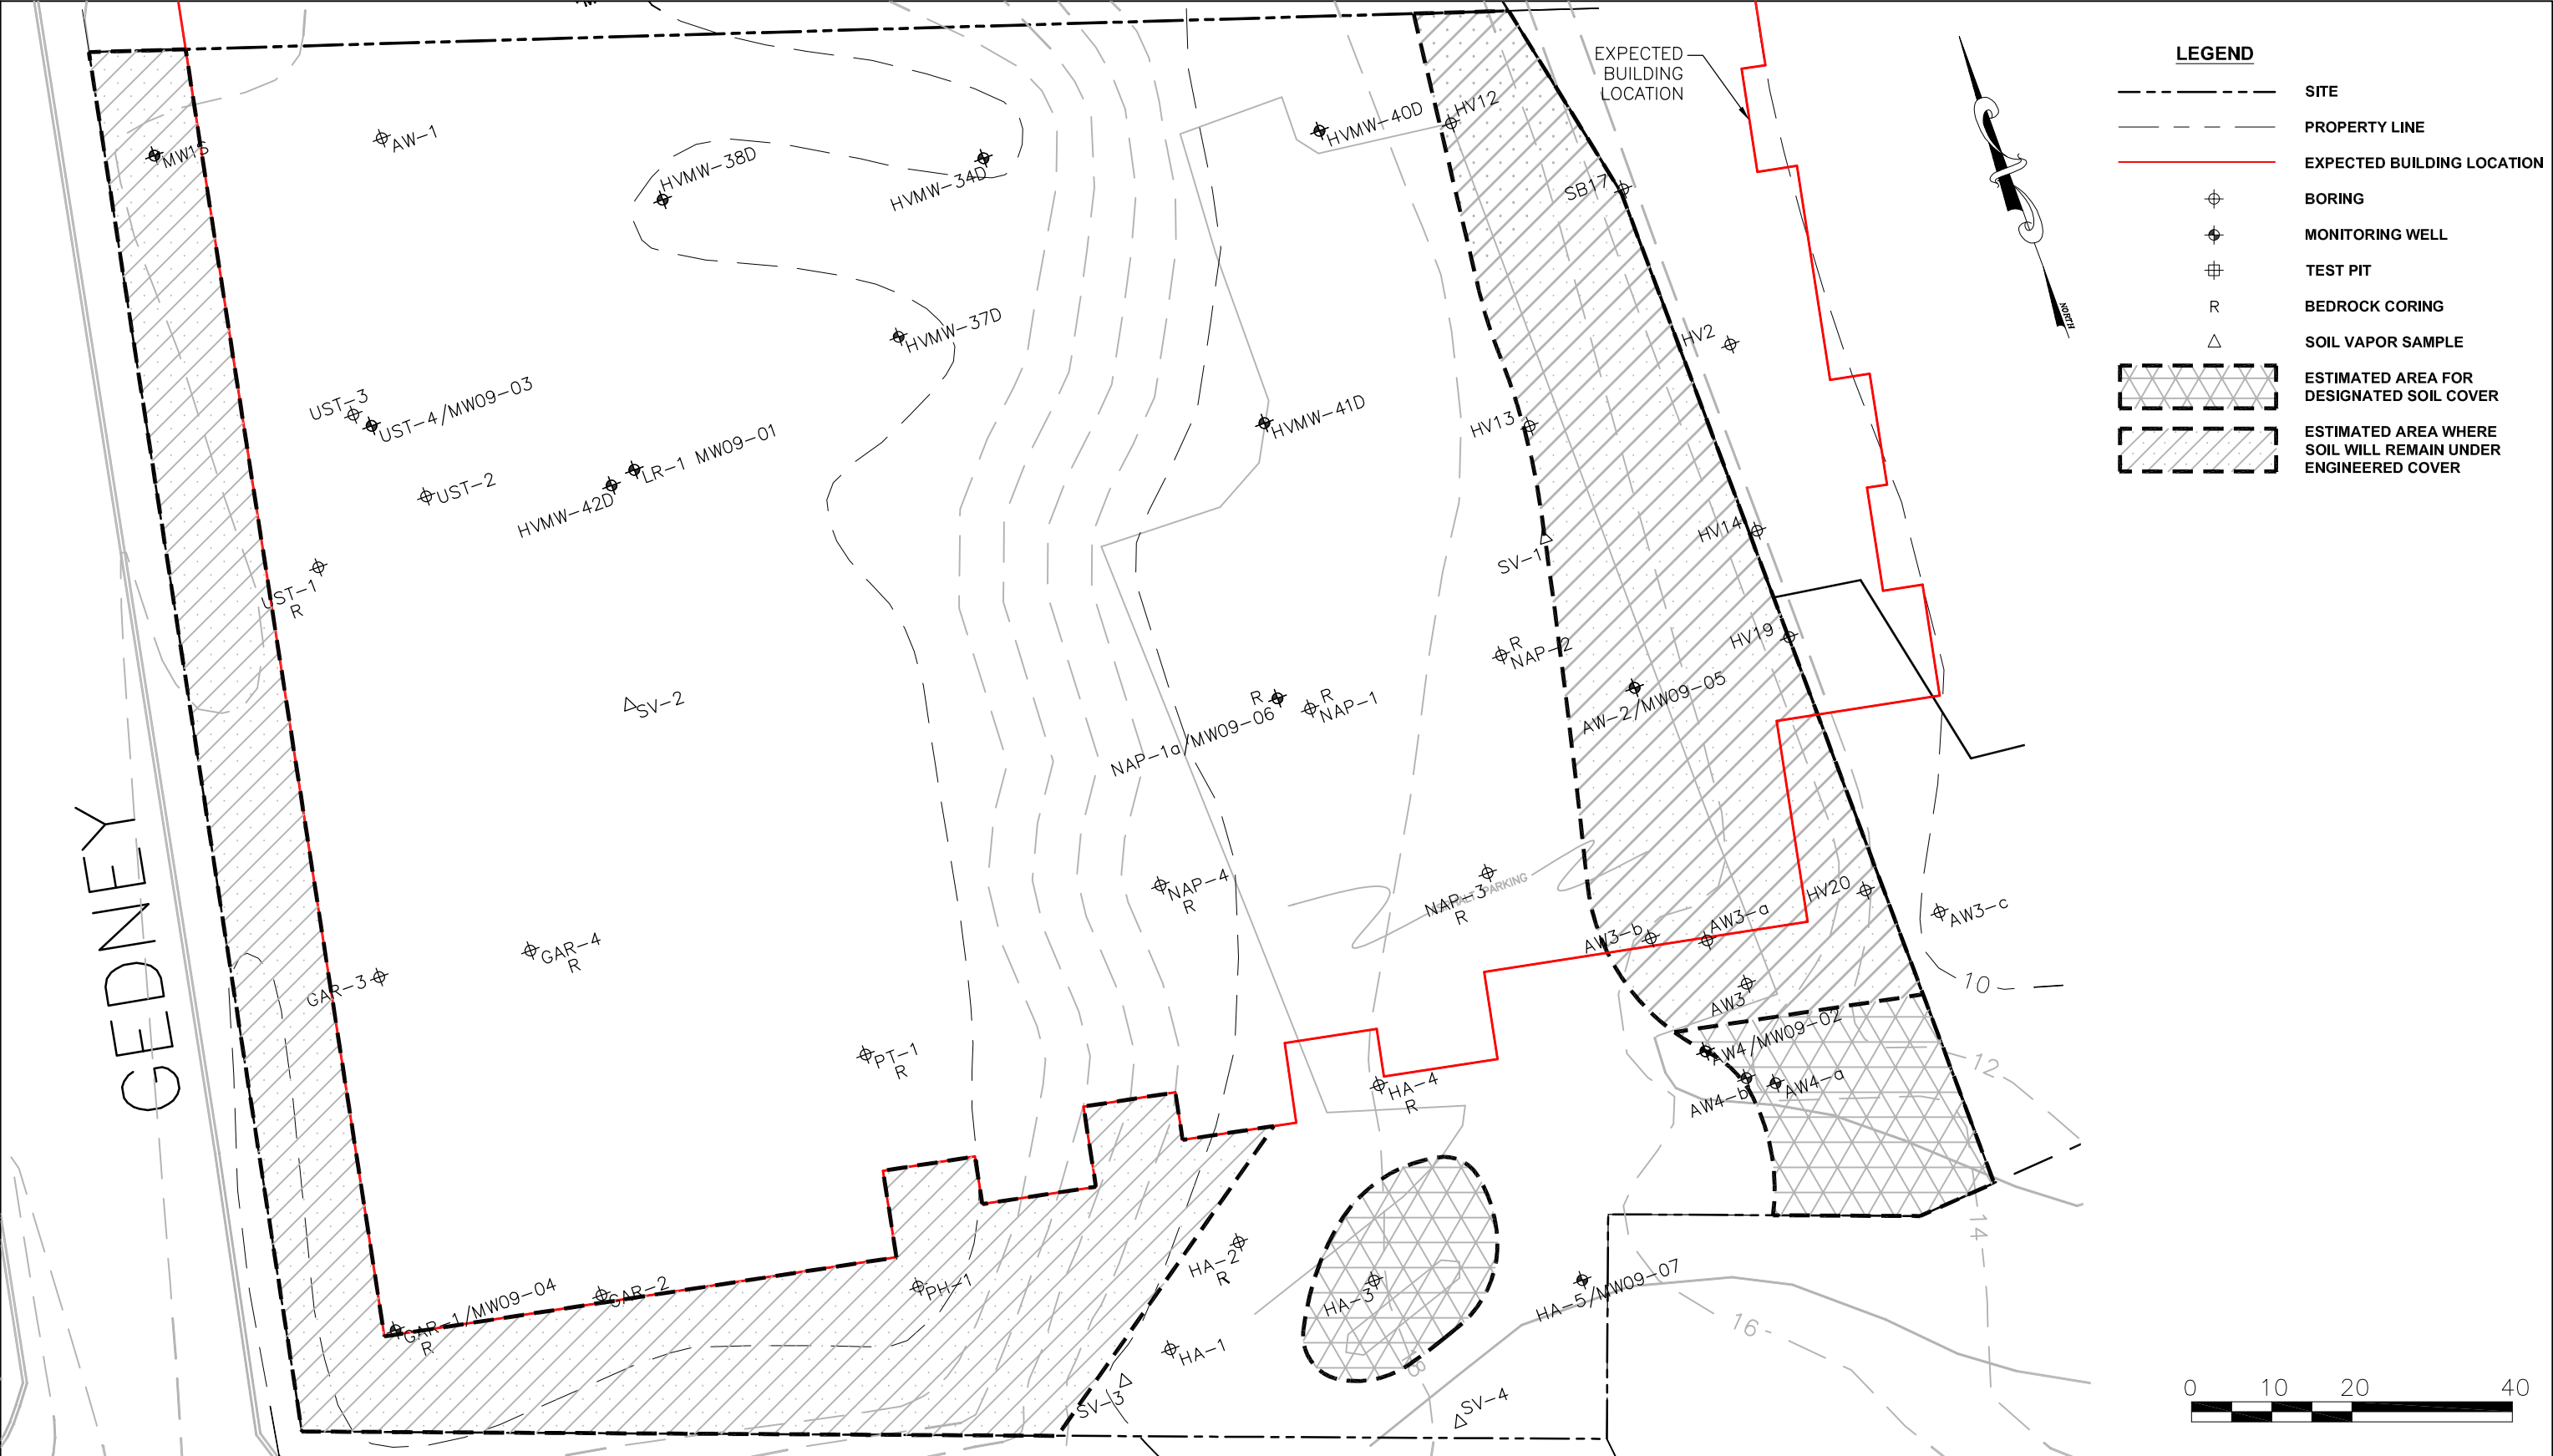 EXPECTED
BUILDING
LOCATION
HV12
HVMW-40D
AW-1
MW1S
HVMW-38D
HVMW-34D
SB17
HVMW-37D
HV2
UST-3
UST-4/MW09-03
HVMW-41D
HV13
LR-1 MW09-01
UST-2
HVMW-42D
HV14
SV-1
UST-1
R
HV19
R
NAP-2
SV-2
R
NAP-1a/MW09-06
R
NAP-1
AW-2/MW09-05
GEDNEY
NAP-4
R
NAP-3
R
PARKING
HV20
AW3-a
AW3-b
AW3-c
GAR-4
R
GAR-3
AW3
10
AW4/MW09-02
PT-1
R
12
HA-4
R
AW4-a
AW4-b
14
HA-2
R
PH-1
HA-3
HA-5/MW09-07
GAR-1/MW09-04
R
GAR-2
16
HA-1
18
SV-3
SV-4
NORTH
LEGEND
SITE
PROPERTY LINE
EXPECTED BUILDING LOCATION
BORING
MONITORING WELL
TEST PIT
R BEDROCK CORING
SOIL VAPOR SAMPLE
ESTIMATED AREA FOR
DESIGNATED SOIL COVER
ESTIMATED AREA WHERE
SOIL WILL REMAIN UNDER
ENGINEERED COVER
0 10 20 40